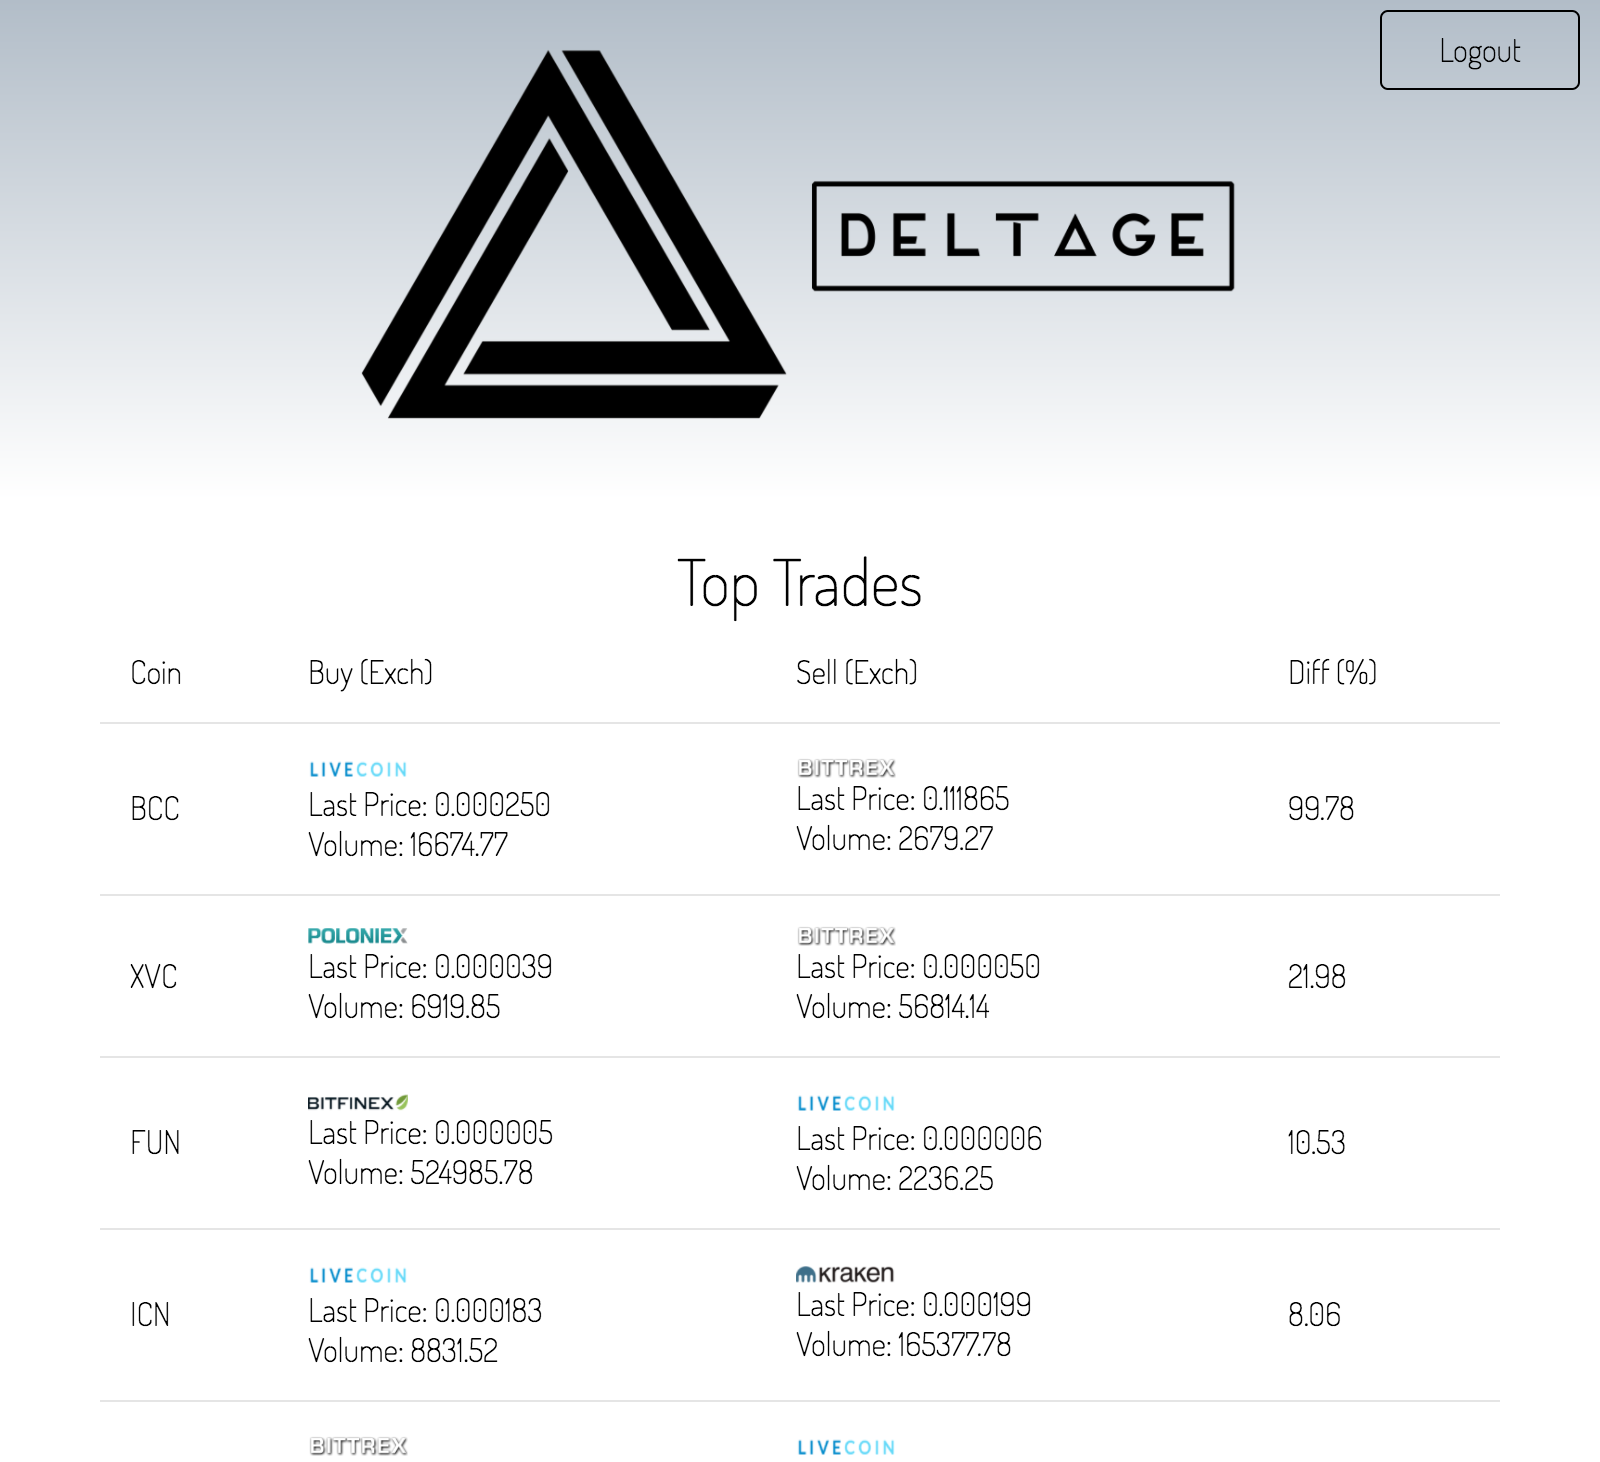 Logout
DELTAGE
Top Trades
Coin Buy (Exch) Sell (Exch) Diff (%)
LIVECOIN BITTREX
BCC Last Price: 0.000250 Last Price: 0.111865 99.78
Volume: 16674.77 Volume: 2679.27
POLONIEX BITTREX
XVC Last Price: 0.000039 Last Price: 0.000050 21.98
Volume: 6919.85 Volume: 56814.14
BITFINEX LIVECOIN
FUN Last Price: 0.000005 Last Price: 0.000006 10.53
Volume: 524985.78 Volume: 2236.25
LIVECOIN kraken
ICN Last Price: 0.000183 Last Price: 0.000199 8.06
Volume: 8831.52 Volume: 165377.78
BITTREX LIVECOIN